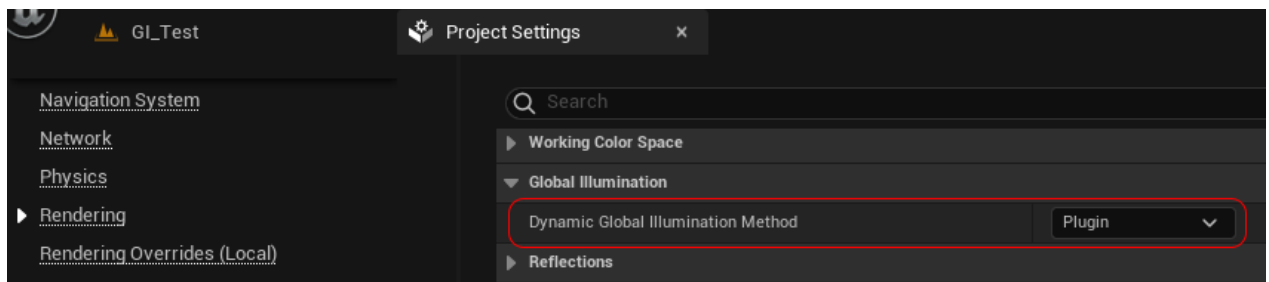 GI_Test
Project Settings ×
Navigation System
Network
Physics
Rendering
Rendering Overrides (Local)
Search
Working Color Space
Global Illumination
Dynamic Global Illumination Method Plugin
Reflections